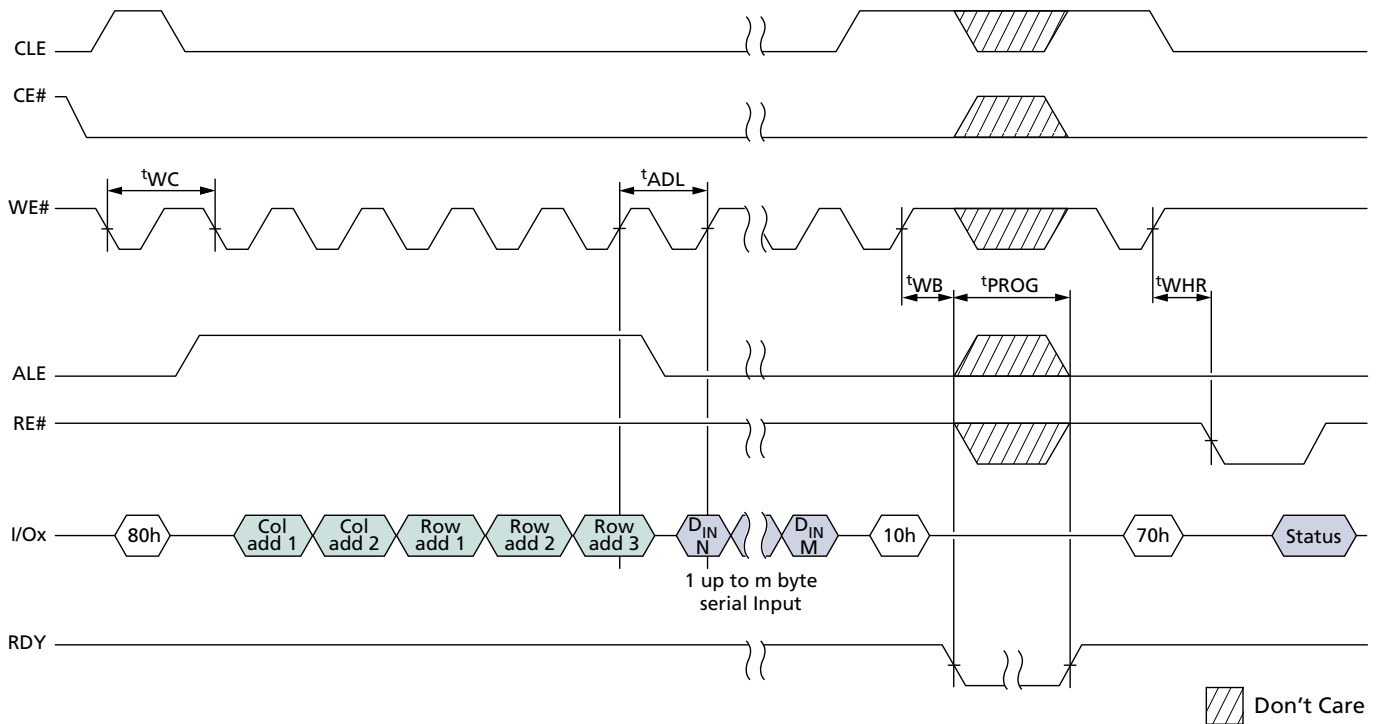 CLE
CE#
tWC
tADL
WE#
tWB
tPROG
tWHR
ALE
RE#
I/Ox
80h
Col
add 1
Col
add 2
Row
add 1
Row
add 2
Row
add 3
DIN
N
DIN
M
10h
70h
Status
1 up to m byte
serial Input
RDY
Don't Care